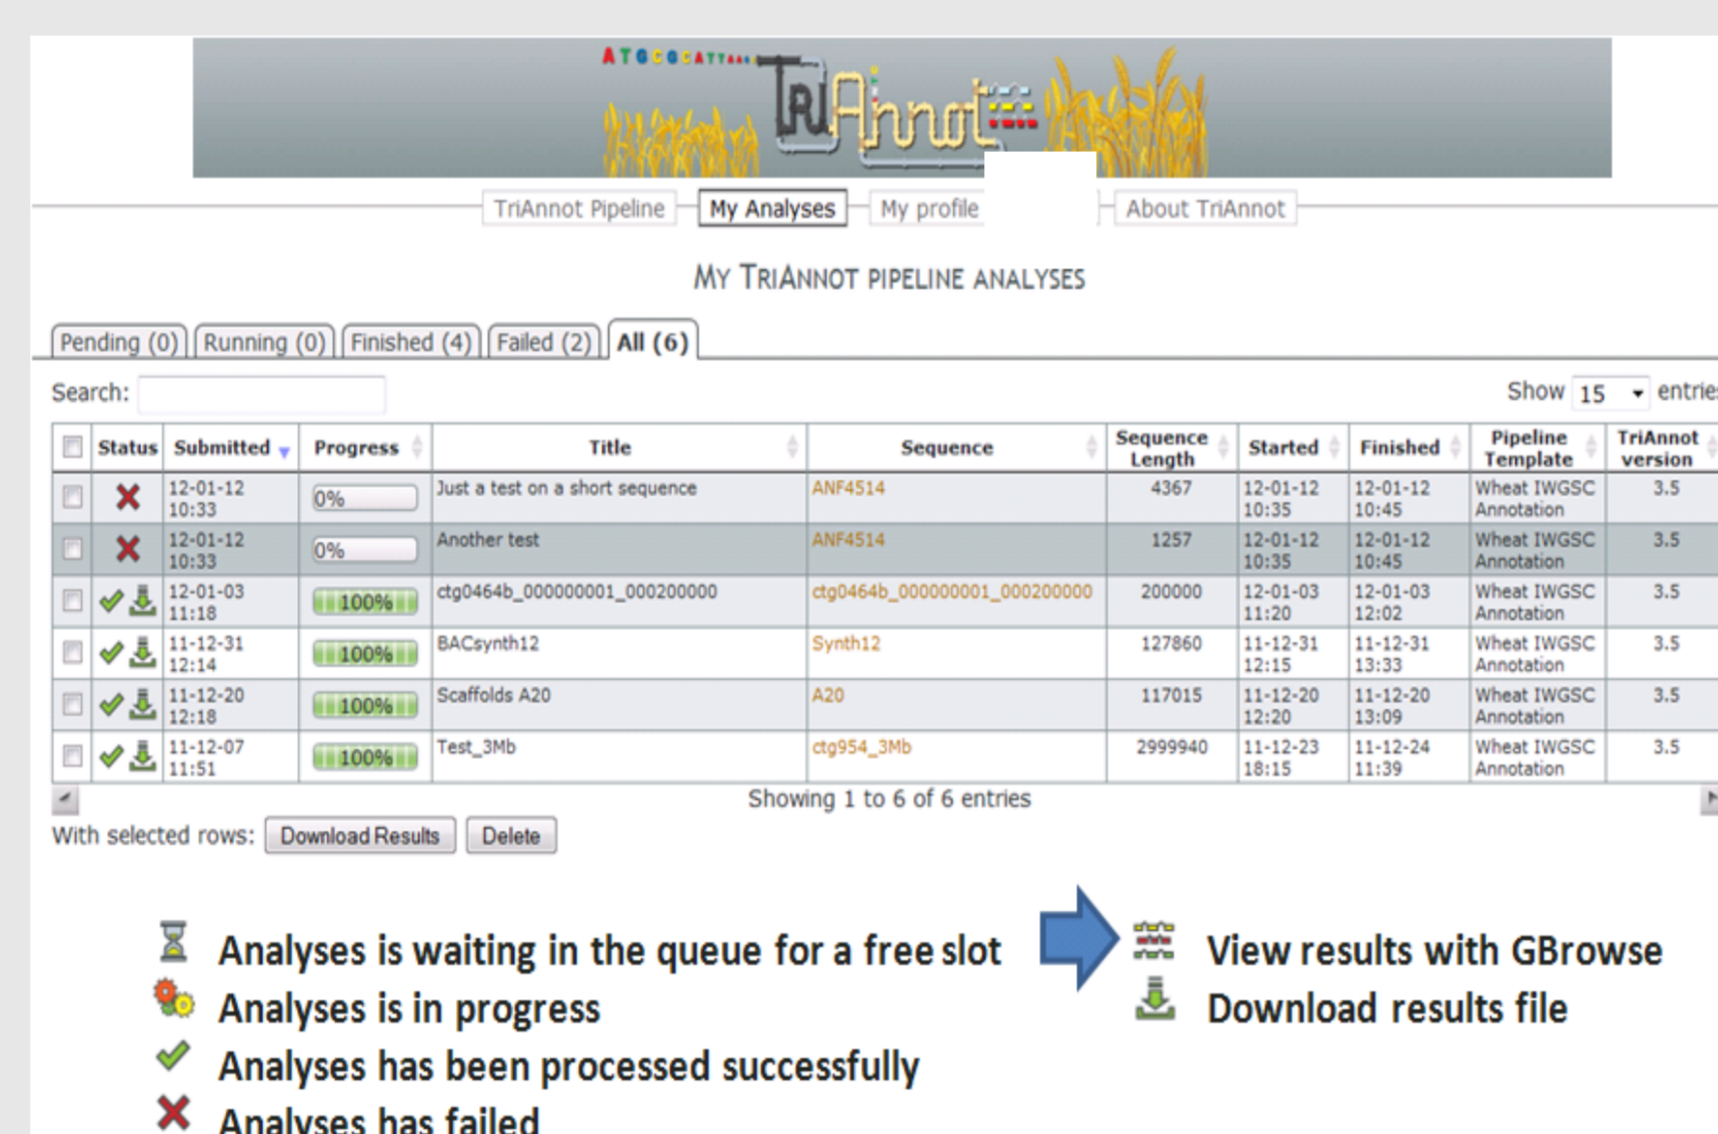 ATGCGCATT
TriAnnot
TriAnnot Pipeline My Analyses My profile About TriAnnot
MY TRIANNOT PIPELINE ANALYSES
Pending (0) Running (0) Finished (4) Failed (2) All (6)
Search: Show 15 entries
Status Submitted Progress Title Sequence Sequence Length Started Finished Pipeline Template TriAnnot version
12-01-12 10:33 0% Just a test on a short sequence ANF4514 4367 12-01-12 10:35 12-01-12 10:45 Wheat IWGSC Annotation 3.5
12-01-12 10:33 0% Another test ANF4514 1257 12-01-12 10:35 12-01-12 10:45 Wheat IWGSC Annotation 3.5
12-01-03 11:18 100% ctg0464b_000000001_000200000 ctg0464b_000000001_000200000 200000 12-01-03 11:20 12-01-03 12:02 Wheat IWGSC Annotation 3.5
11-12-31 12:14 100% BACsynth12 Synth12 127860 11-12-31 12:15 11-12-31 13:33 Wheat IWGSC Annotation 3.5
11-12-20 12:18 100% Scaffolds A20 A20 117015 11-12-20 12:20 11-12-20 13:09 Wheat IWGSC Annotation 3.5
11-12-07 11:51 100% Test_3Mb ctg954_3Mb 2999940 11-12-23 18:15 11-12-24 11:39 Wheat IWGSC Annotation 3.5
Showing 1 to 6 of 6 entries
With selected rows: Download Results Delete
Analyses is waiting in the queue for a free slot
Analyses is in progress
Analyses has been processed successfully
Analyses has failed
View results with GBrowse
Download results file